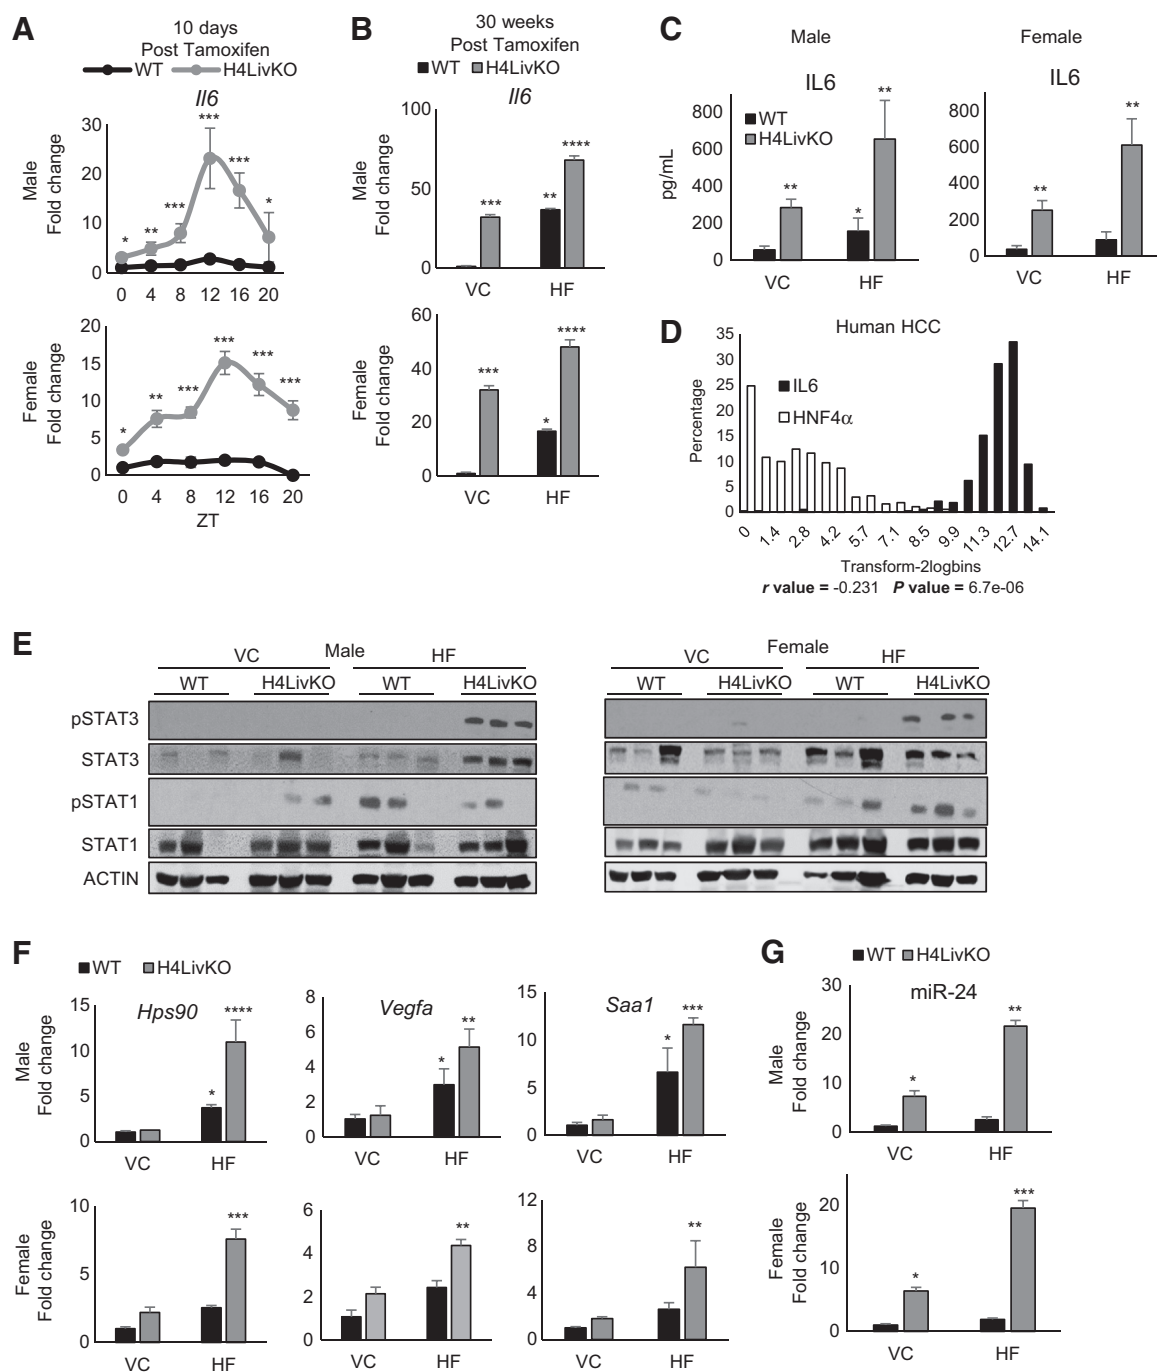 A
10 days
Post Tamoxifen
WT H4LivKO
Il6
Male
Fold change
30
20
10
0
* ** *** *** *** *
0 4 8 12 16 20
Female
Fold change
20
15
10
5
0
* ** *** *** *** ***
0 4 8 12 16 20
ZT
B
30 weeks
Post Tamoxifen
WT H4LivKO
Il6
Male
Fold change
100
50
0
*** ** ****
VC HF
Female
Fold change
60
40
20
0
*** * ****
VC HF
C
Male
IL6
WT
H4LivKO
pg/mL
800
600
400
200
0
** * **
VC HF
Female
IL6
800
600
400
200
0
** **
VC HF
D
Human HCC
IL6
HNF4α
Percentage
35
30
25
20
15
10
5
0
0 1.4 2.8 4.2 5.7 7.1 8.5 9.9 11.3 12.7 14.1
Transform-2logbins
r value = -0.231 P value = 6.7e-06
E
Male
VC HF
WT H4LivKO WT H4LivKO
Female
VC HF
WT H4LivKO WT H4LivKO
pSTAT3
STAT3
pSTAT1
STAT1
ACTIN
F
WT H4LivKO
Hps90
Male
Fold change
15
10
5
0
* ****
VC HF
Vegfa
8
6
4
2
0
* **
VC HF
Saa1
15
10
5
0
* ***
VC HF
Female
Fold change
10
5
0
***
VC HF
6
4
2
0
**
VC HF
12
8
4
0
**
VC HF
G
WT H4LivKO
miR-24
Male
Fold change
30
20
10
0
* **
VC HF
Female
Fold change
20
10
0
* ***
VC HF